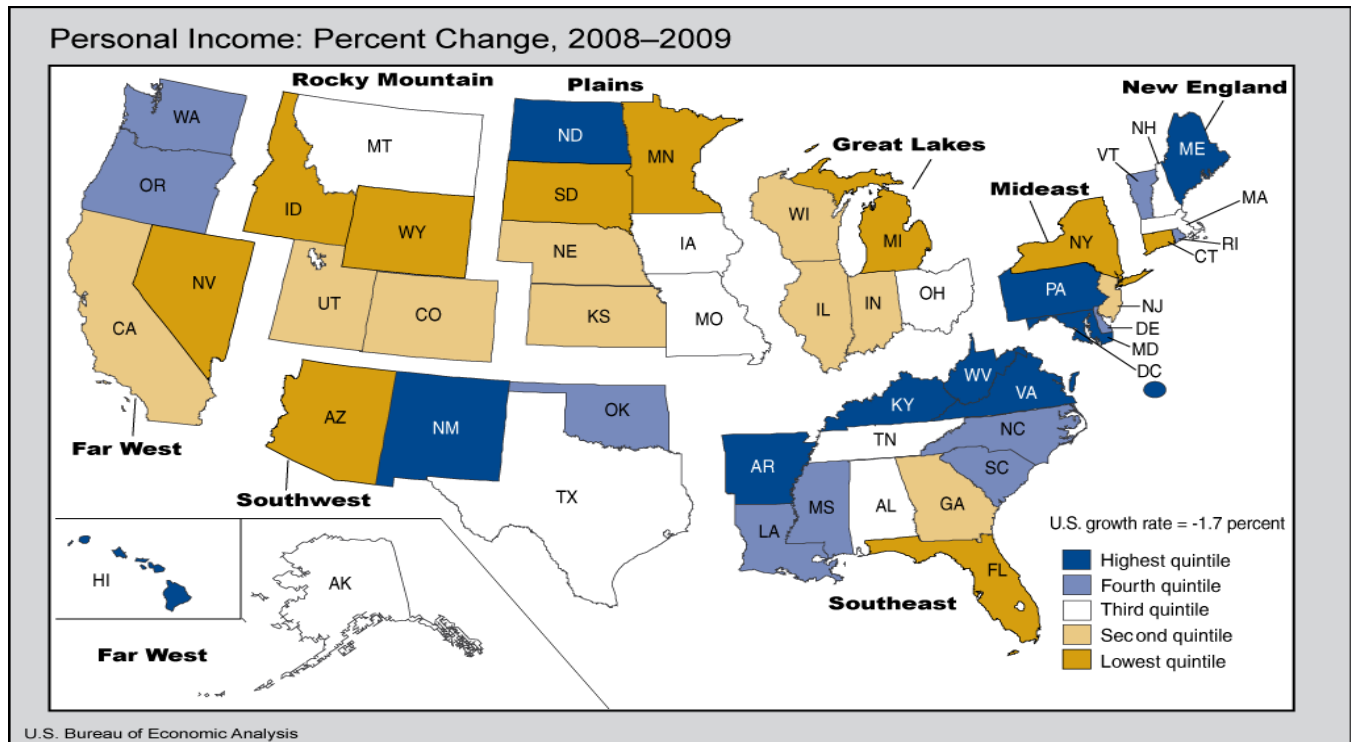 Personal Income: Percent Change, 2008–2009
Rocky Mountain
Plains
New England
WA
MT
ND
MN
NH
ME
VT
Great Lakes
OR
Mideast
MA
ID
SD
WI
WY
IA
MI
NY
RI
CT
NE
NV
PA
UT
CO
IL
IN
OH
NJ
CA
KS
MO
DE
MD
DC
WV
KY
VA
AZ
NM
OK
TN
NC
Far West
AR
SC
Southwest
TX
MS
AL
GA
LA
U.S. growth rate = -1.7 percent
Highest quintile
HI
AK
FL
Fourth quintile
Southeast
Third quintile
Second quintile
Far West
Lowest quintile
U.S. Bureau of Economic Analysis